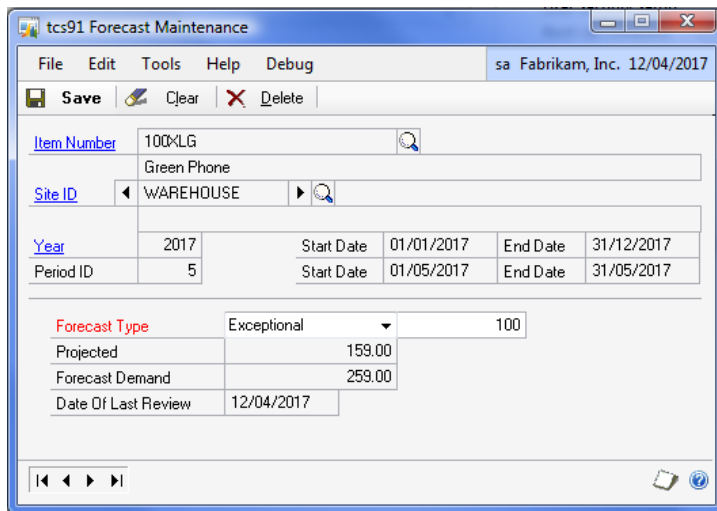 tcs91 Forecast Maintenance
File Edit Tools Help Debug sa Fabrikam, Inc. 12/04/2017
Save Clear Delete
Item Number 100XLG
Green Phone
Site ID WAREHOUSE
Year 2017 Start Date 01/01/2017 End Date 31/12/2017
Period ID 5 Start Date 01/05/2017 End Date 31/05/2017
Forecast Type Exceptional 100
Projected 159.00
Forecast Demand 259.00
Date Of Last Review 12/04/2017